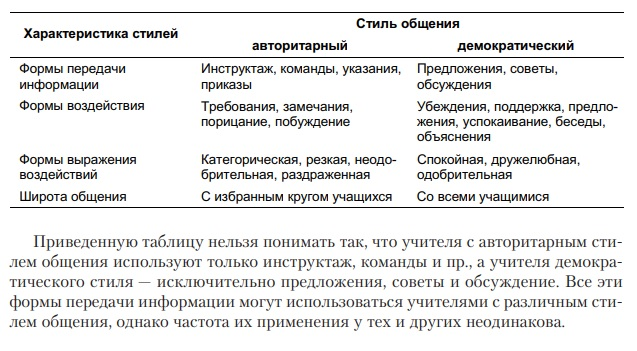 Характеристика стилей
Стиль общения
авторитарный
демократический
Формы передачи
информации
Инструктаж, команды, указания,
приказы
Предложения, советы,
обсуждения
Формы воздействия
Требования, замечания,
порицание, побуждение
Убеждения, поддержка, предло-
жения, успокаивание, беседы,
объяснения
Формы выражения
воздействий
Категорическая, резкая, неодо-
брительная, раздраженная
Спокойная, дружелюбная,
одобрительная
Широта общения
С избранным кругом учащихся
Со всеми учащимися
Приведенную таблицу нельзя понимать так, что учителя с авторитарным сти-
лем общения используют только инструктаж, команды и пр., а учителя демокра-
тического стиля — исключительно предложения, советы и обсуждение. Все эти
формы передачи информации могут использоваться учителями с различным сти-
лем общения, однако частота их применения у тех и других неодинакова.